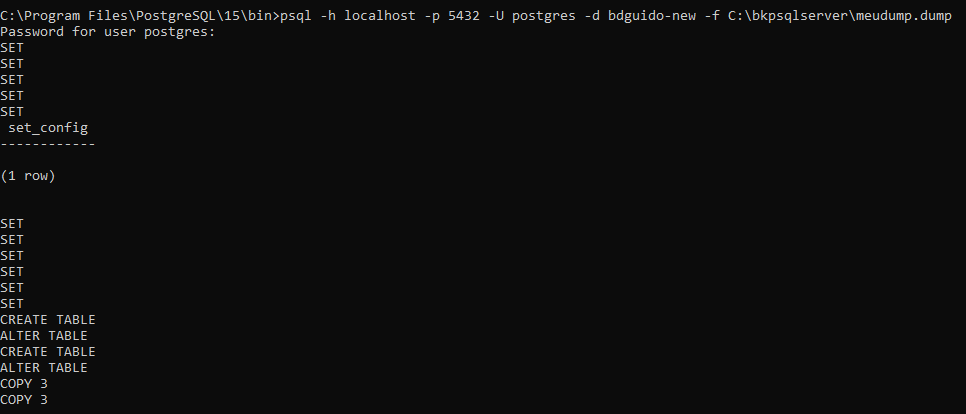 C:\Program Files\PostgreSQL\15\bin>psql -h localhost -p 5432 -U postgres -d bdguido-new -f C:\bkpsqlserver\meudump.dump
Password for user postgres:
SET
SET
SET
SET
SET
 set_config
------------

(1 row)


SET
SET
SET
SET
SET
SET
CREATE TABLE
ALTER TABLE
CREATE TABLE
ALTER TABLE
COPY 3
COPY 3